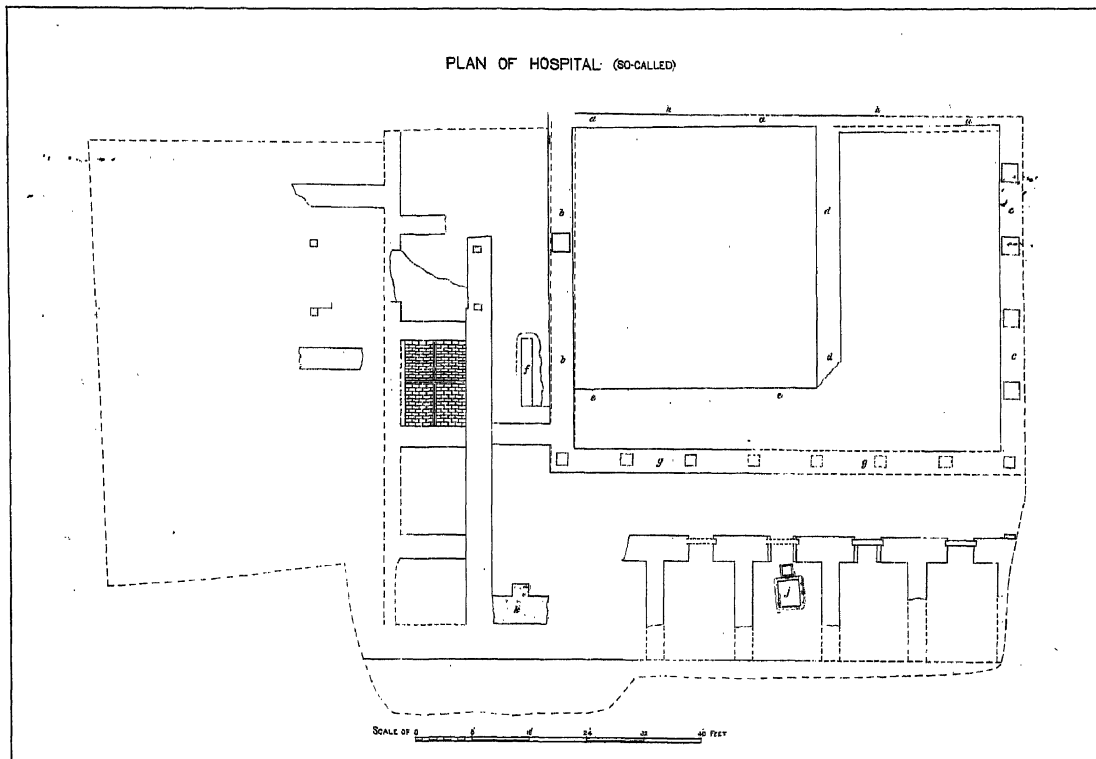 PLAN OF HOSPITAL (SO-CALLED)
h h
a a a
b d c
b d c
f
e e
g g
j
k
SCALE OF 0 8 16 24 32 40 FEET